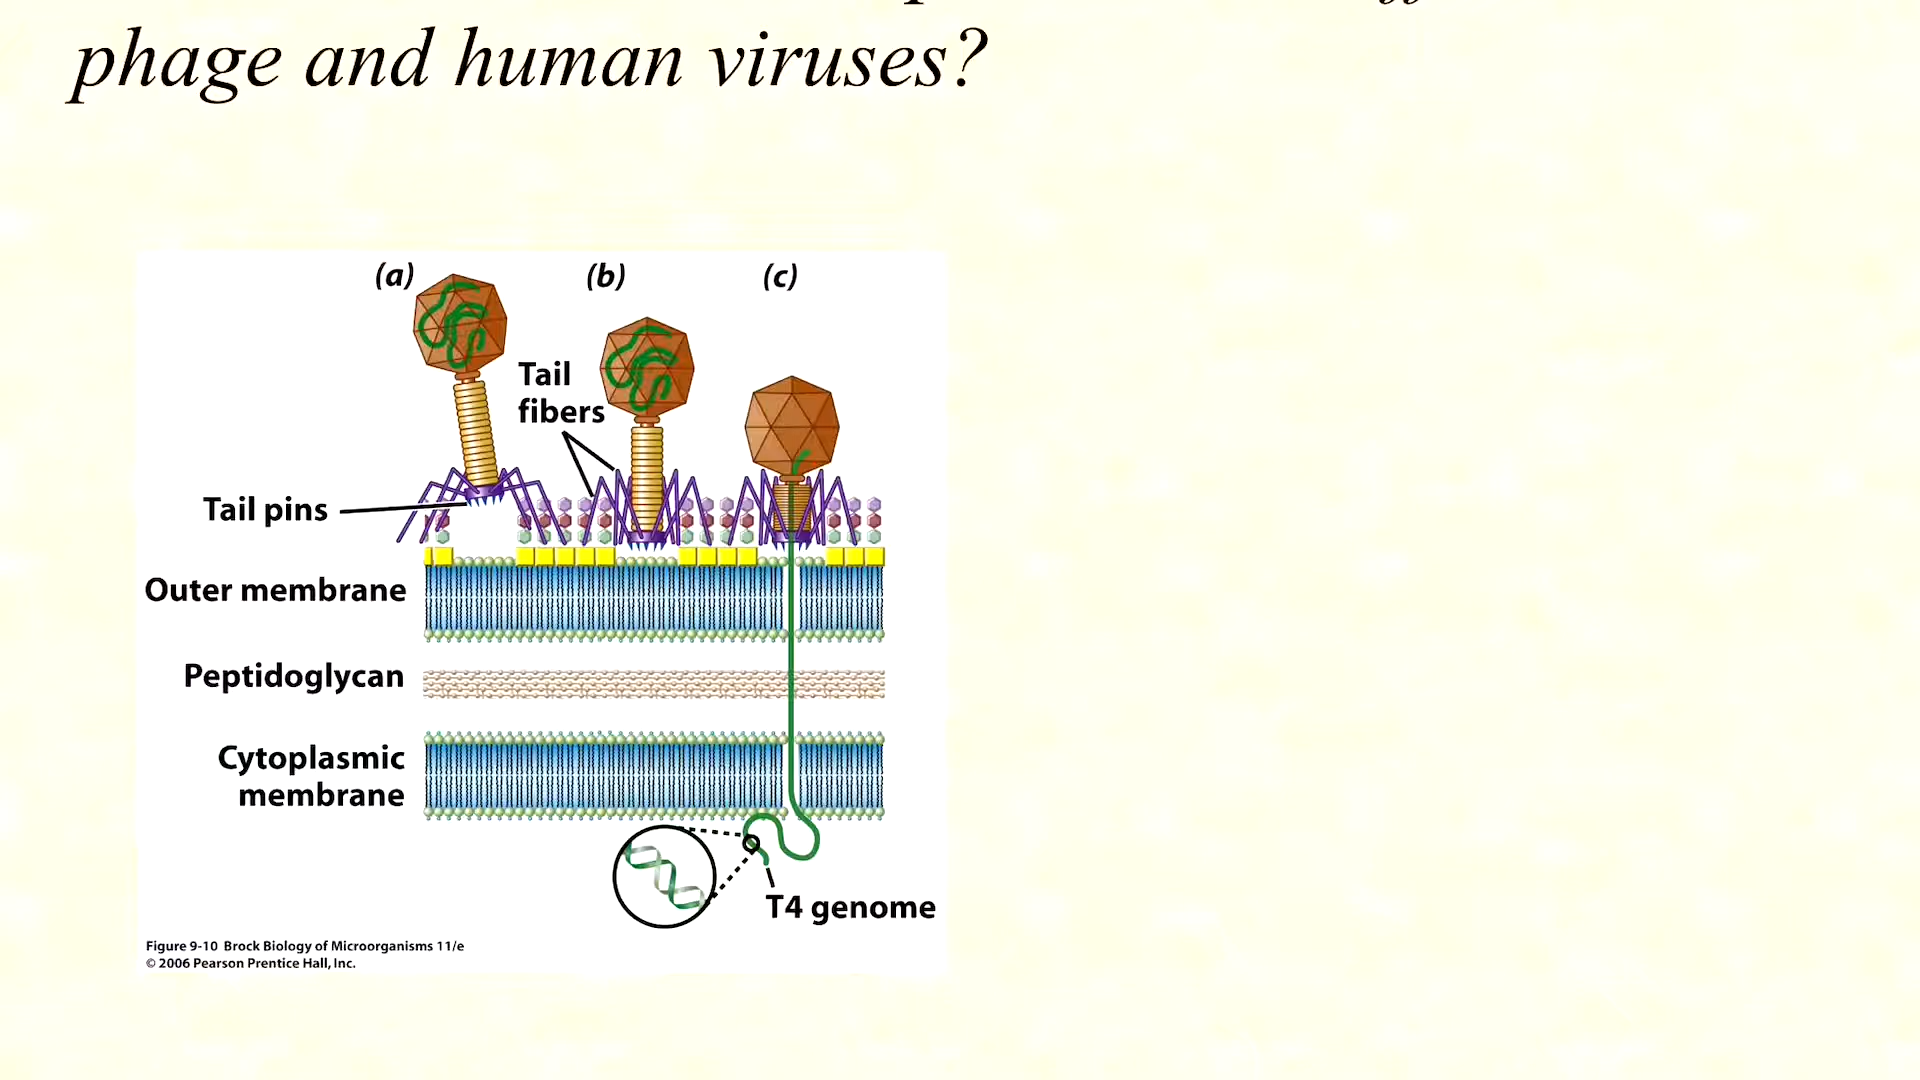 phage and human viruses?
(a) (b) (c)
Tail
fibers
Tail pins
Outer membrane
Peptidoglycan
Cytoplasmic
membrane
T4 genome
Figure 9-10 Brock Biology of Microorganisms 11/e
© 2006 Pearson Prentice Hall, Inc.